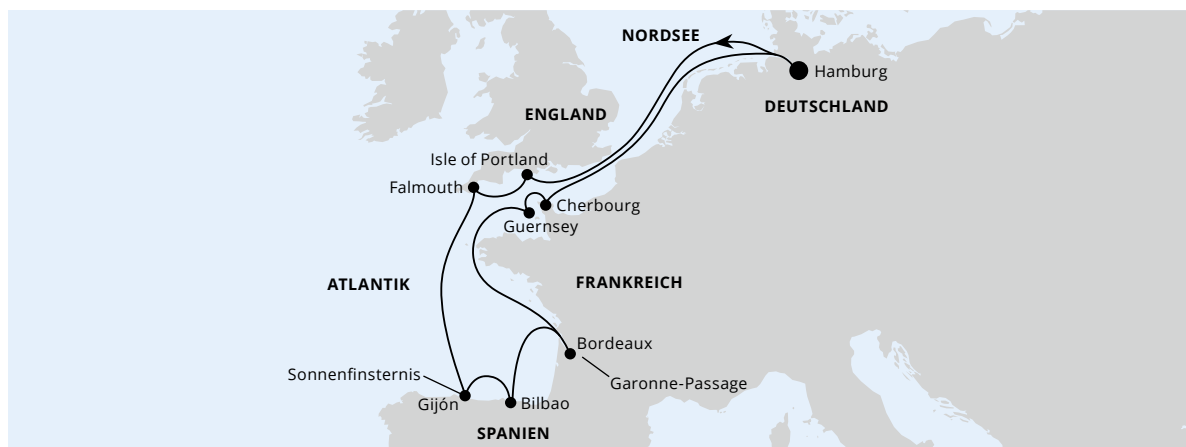 NORDSEE
Hamburg
DEUTSCHLAND
ENGLAND
Isle of Portland
Falmouth
Cherbourg
Guernsey
ATLANTIK
FRANKREICH
Bordeaux
Sonnenfinsternis
Garonne-Passage
Gijón
Bilbao
SPANIEN